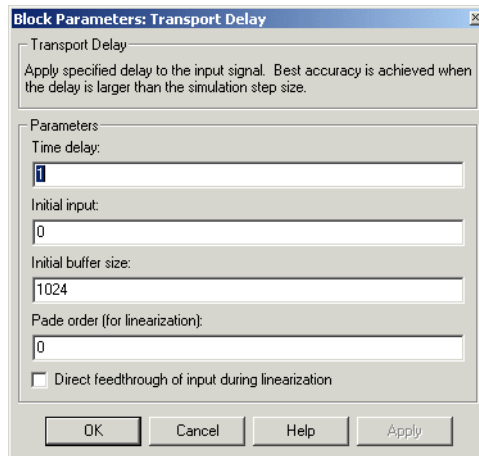 Block Parameters: Transport Delay
Transport Delay
Apply specified delay to the input signal. Best accuracy is achieved when
the delay is larger than the simulation step size.
Parameters
Time delay:
1
Initial input:
0
Initial buffer size:
1024
Pade order (for linearization):
0
Direct feedthrough of input during linearization
OK Cancel Help Apply